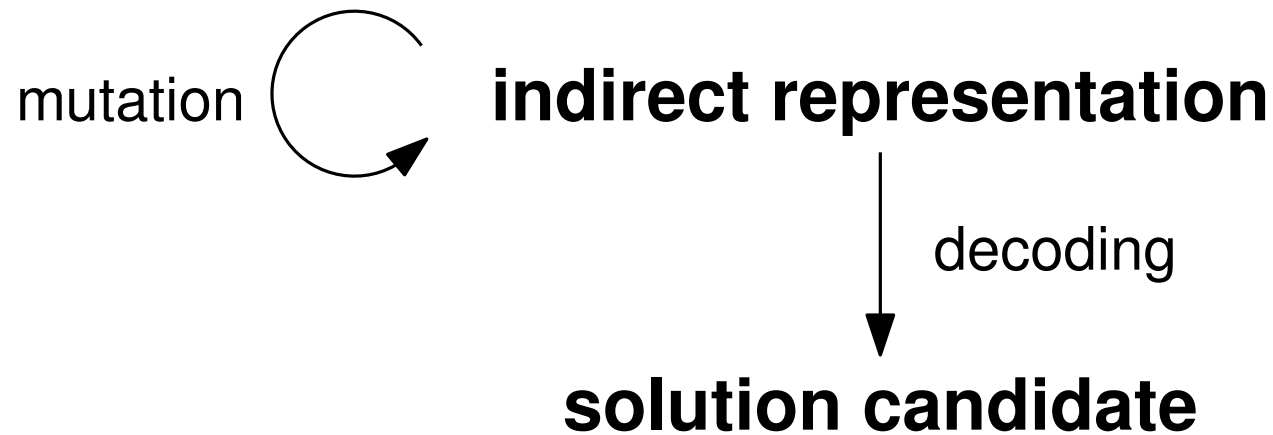 mutation
indirect representation
decoding
solution candidate